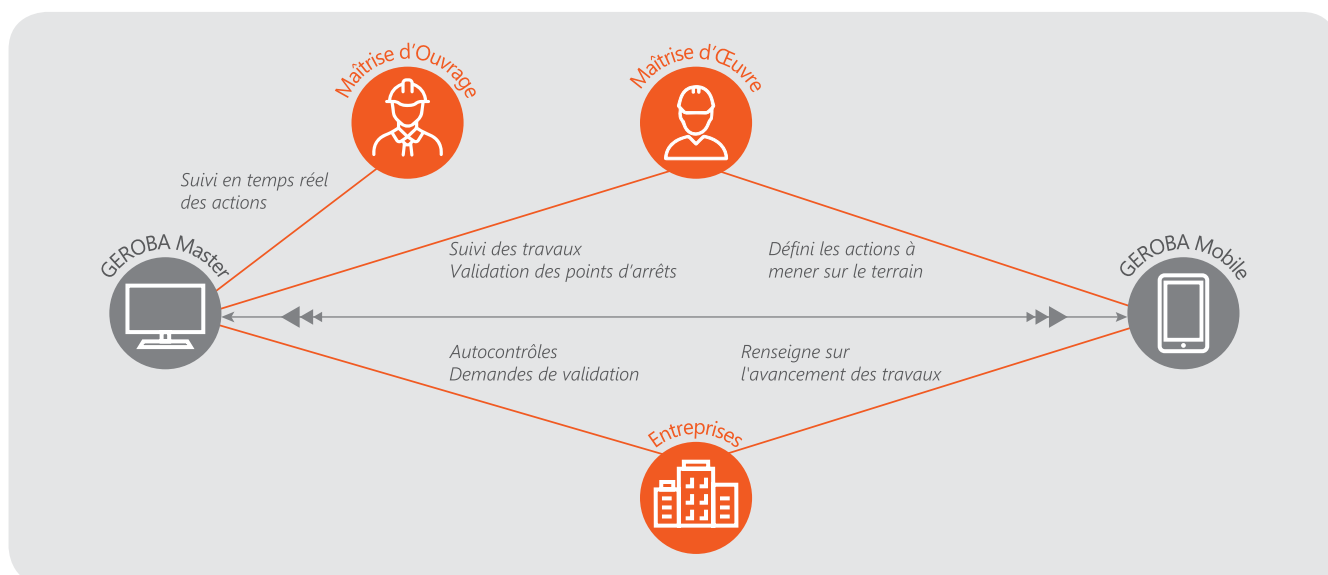 Maîtrise d'Ouvrage
Maîtrise d'Œuvre
Suivi en temps réel
des actions
GEROBA Master
Suivi des travaux
Validation des points d'arrêts
Défini les actions à
mener sur le terrain
GEROBA Mobile
Autocontrôles
Demandes de validation
Renseigne sur
l'avancement des travaux
Entreprises